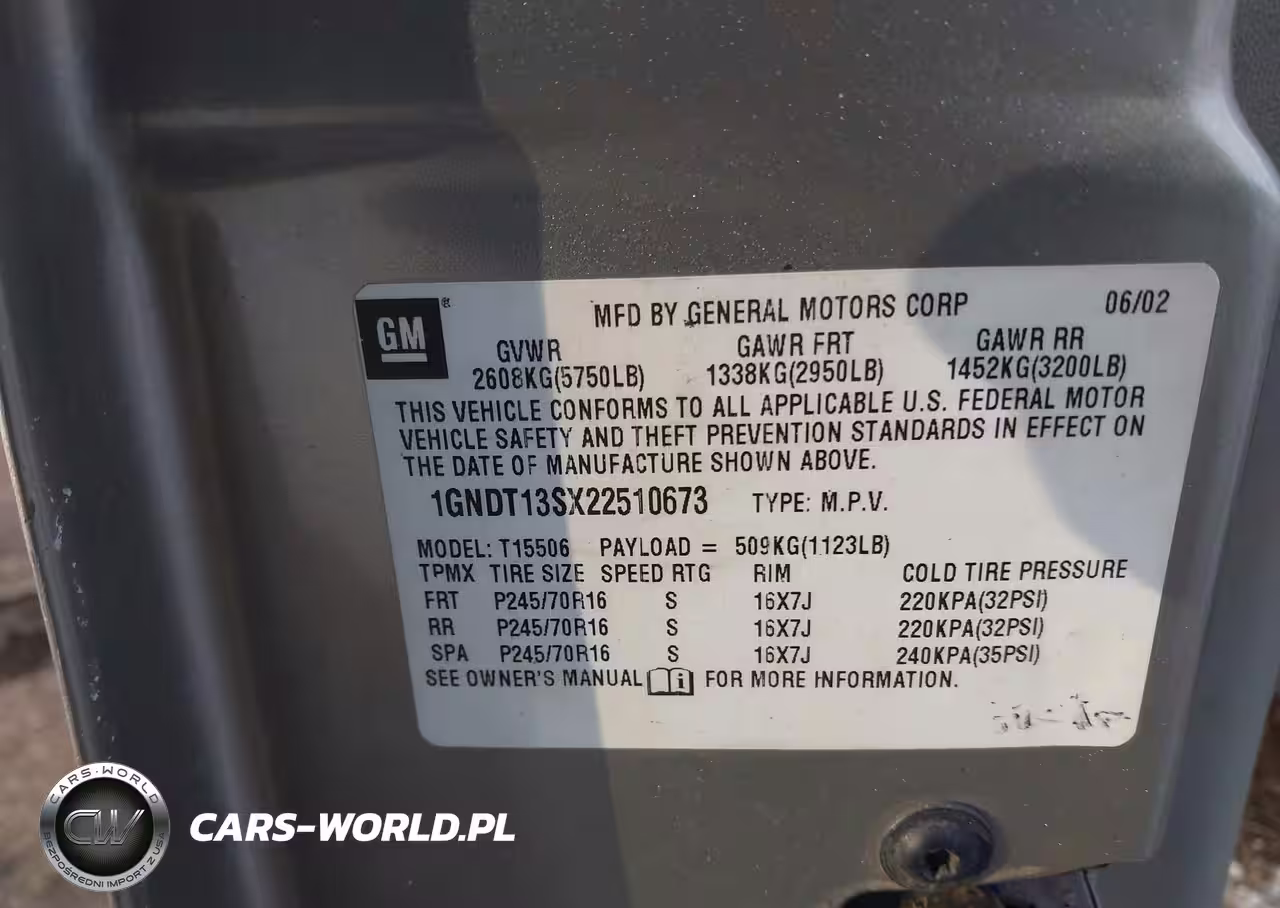 GM ®
MFD BY GENERAL MOTORS CORP 06/02
GVWR GAWR FRT GAWR RR
2608KG(5750LB) 1338KG(2950LB) 1452KG(3200LB)
THIS VEHICLE CONFORMS TO ALL APPLICABLE U.S. FEDERAL MOTOR
VEHICLE SAFETY AND THEFT PREVENTION STANDARDS IN EFFECT ON
THE DATE OF MANUFACTURE SHOWN ABOVE.
1GNDT13SX22510673 TYPE: M.P.V.
MODEL: T15506 PAYLOAD = 509KG(1123LB)
TPMX TIRE SIZE SPEED RTG RIM COLD TIRE PRESSURE
FRT P245/70R16 S 16X7J 220KPA(32PSI)
RR P245/70R16 S 16X7J 220KPA(32PSI)
SPA P245/70R16 S 16X7J 240KPA(35PSI)
SEE OWNER'S MANUAL i FOR MORE INFORMATION.
CARS-WORLD
CW
BEZPOŚREDNI IMPORT Z USA
CARS-WORLD.PL